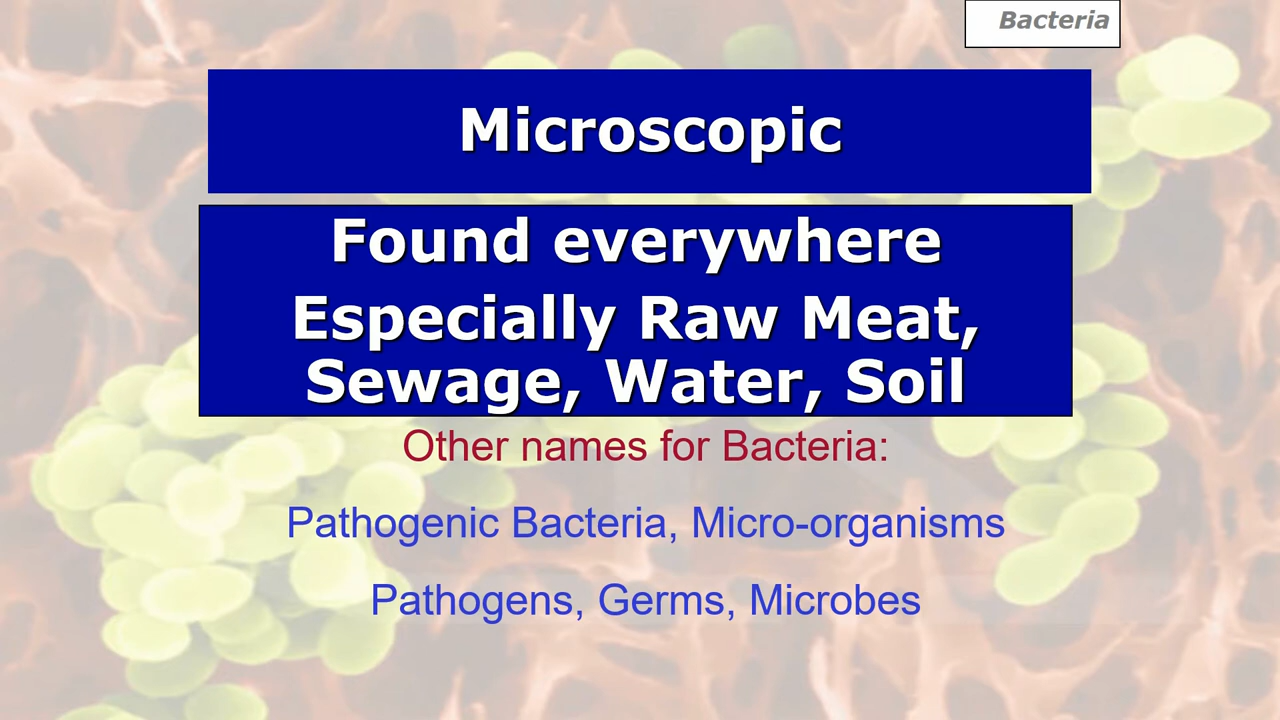 Bacteria
Microscopic
Found everywhere
Especially Raw Meat,
Sewage, Water, Soil
Other names for Bacteria:
Pathogenic Bacteria, Micro-organisms
Pathogens, Germs, Microbes